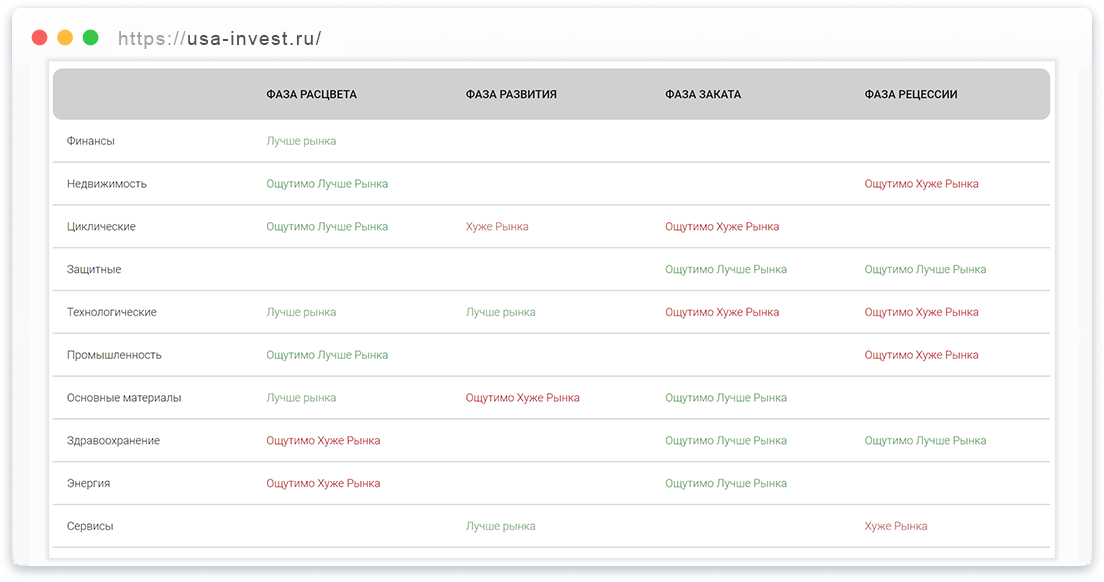 https://usa-invest.ru/
ФАЗА РАСЦВЕТА ФАЗА РАЗВИТИЯ ФАЗА ЗАКАТА ФАЗА РЕЦЕССИИ
Финансы Лучше рынка
Недвижимость Ощутимо Лучше Рынка Ощутимо Хуже Рынка
Циклические Ощутимо Лучше Рынка Хуже Рынка Ощутимо Хуже Рынка
Защитные Ощутимо Лучше Рынка Ощутимо Лучше Рынка
Технологические Лучше рынка Лучше рынка Ощутимо Хуже Рынка Ощутимо Хуже Рынка
Промышленность Ощутимо Лучше Рынка Ощутимо Хуже Рынка
Основные материалы Лучше рынка Ощутимо Хуже Рынка Ощутимо Лучше Рынка
Здравоохранение Ощутимо Хуже Рынка Ощутимо Лучше Рынка Ощутимо Лучше Рынка
Энергия Ощутимо Хуже Рынка Ощутимо Лучше Рынка
Сервисы Лучше рынка Хуже Рынка